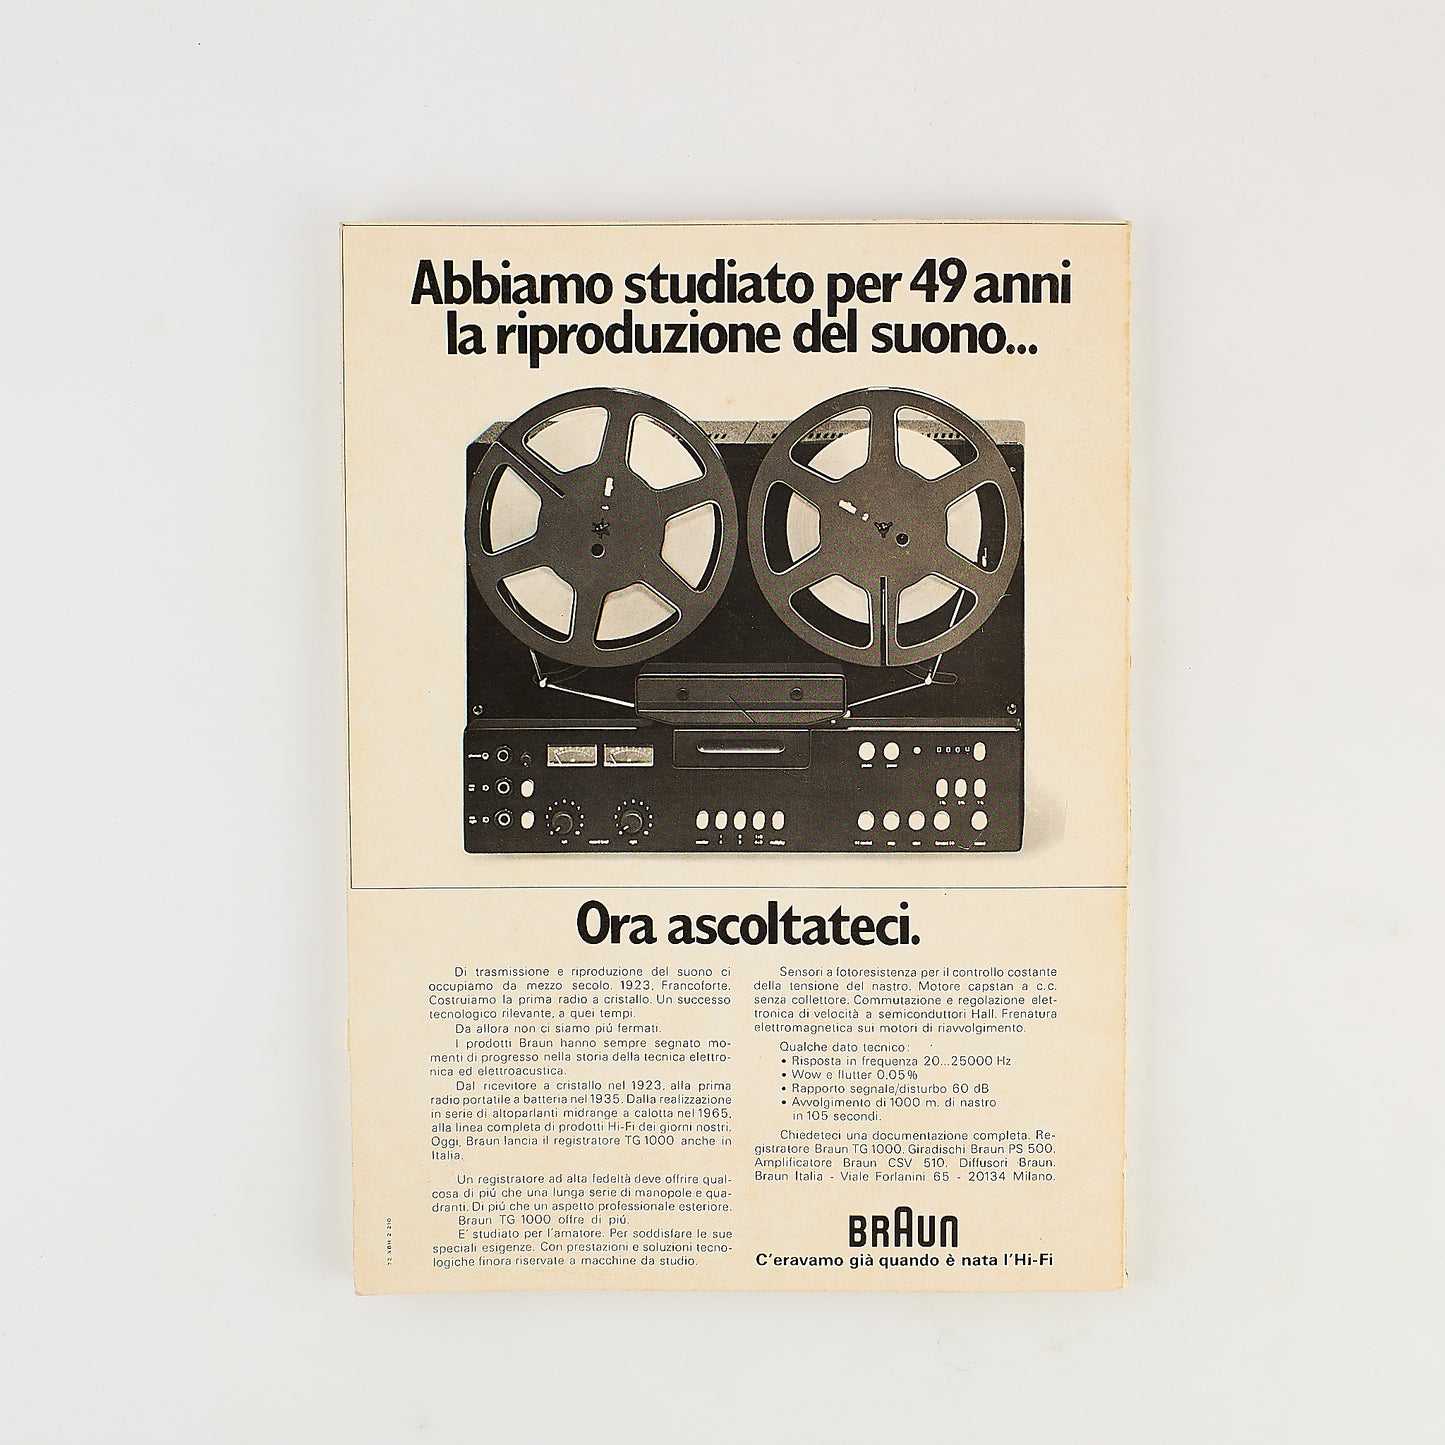 Abbiamo studiato per 49 anni
la riproduzione del suono...
Ora ascoltateci.
Di trasmissione e riproduzione del suono ci
occupiamo da mezzo secolo. 1923, Francoforte.
Costruiamo la prima radio a cristallo. Un successo
tecnologico rilevante, a quei tempi.
Da allora non ci siamo piú fermati.
I prodotti Braun hanno sempre segnato mo-
menti di progresso nella storia della tecnica elettro-
nica ed elettroacustica.
Dal ricevitore a cristallo nel 1923, alla prima
radio portatile a batteria nel 1935. Dalla realizzazione
in serie di altoparlanti midrange a calotta nel 1965,
alla linea completa di prodotti Hi-Fi dei giorni nostri.
Oggi, Braun lancia il registratore TG 1000 anche in
Italia.
Un registratore ad alta fedeltà deve offrire qual-
cosa di piú che una lunga serie di manopole e qua-
dranti. Di piú che un aspetto professionale esteriore.
Braun TG 1000 offre di piú.
E' studiato per l'amatore. Per soddisfare le sue
speciali esigenze. Con prestazioni e soluzioni tecno-
logiche finora riservate a macchine da studio.
Sensori a fotoresistenza per il controllo costante
della tensione del nastro. Motore capstan a c.c.
senza collettore. Commutazione e regolazione elet-
tronica di velocità a semiconduttori Hall. Frenatura
elettromagnetica sui motori di riavvolgimento.
Qualche dato tecnico:
• Risposta in frequenza 20...25000 Hz
• Wow e flutter 0,05%
• Rapporto segnale/disturbo 60 dB
• Avvolgimento di 1000 m. di nastro
in 105 secondi.
Chiedeteci una documentazione completa. Re-
gistratore Braun TG 1000. Giradischi Braun PS 500.
Amplificatore Braun CSV 510. Diffusori Braun.
Braun Italia - Viale Forlanini 65 - 20134 Milano.
BRAUN
C'eravamo già quando è nata l'Hi-Fi